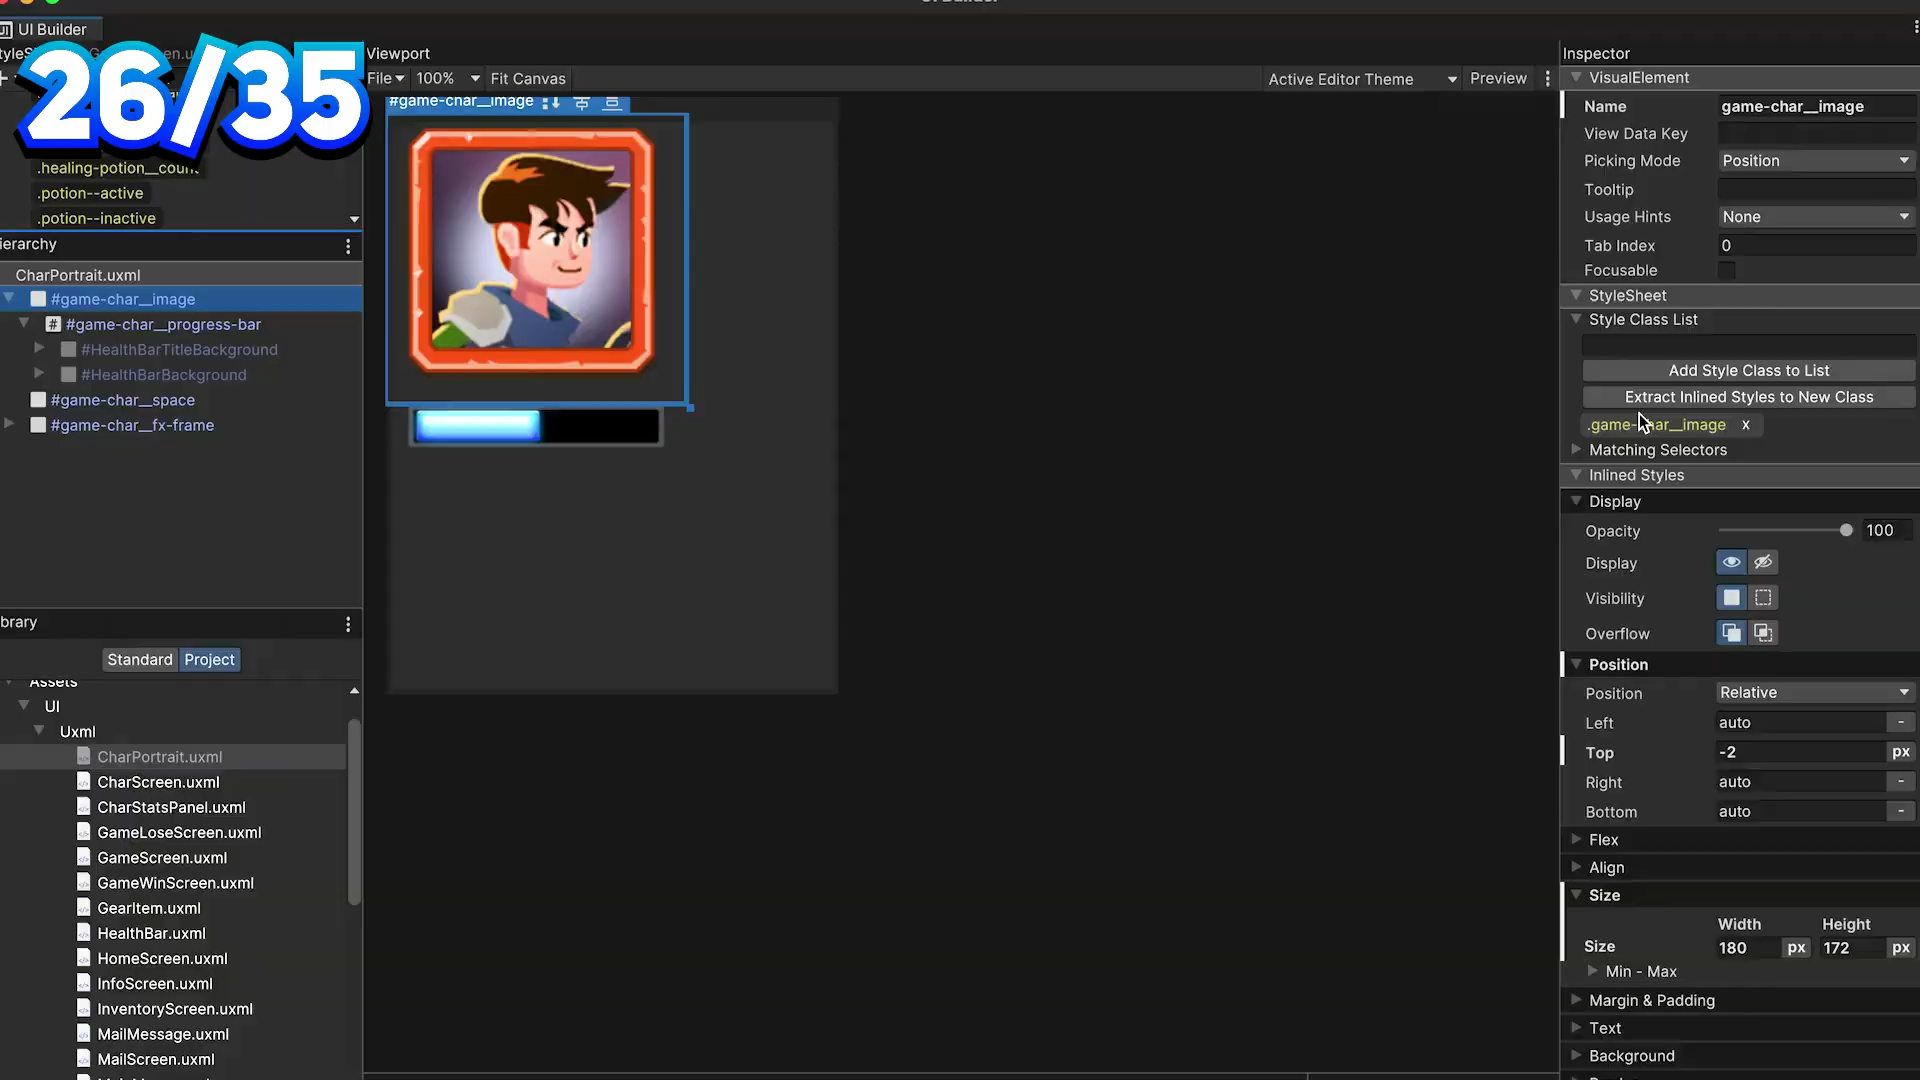 UI Builder
UI Builder
26/35
Viewport
File
100%
Fit Canvas
Active Editor Theme
Preview
#game-char__image
.healing-potion__count
.potion--active
.potion--inactive
ierarchy
CharPortrait.uxml
#game-char__image
#game-char__progress-bar
#HealthBarTitleBackground
#HealthBarBackground
#game-char__space
#game-char__fx-frame
brary
Standard
Project
Assets
UI
Uxml
CharPortrait.uxml
CharScreen.uxml
CharStatsPanel.uxml
GameLoseScreen.uxml
GameScreen.uxml
GameWinScreen.uxml
GearItem.uxml
HealthBar.uxml
HomeScreen.uxml
InfoScreen.uxml
InventoryScreen.uxml
MailMessage.uxml
MailScreen.uxml
Inspector
VisualElement
Name game-char__image
View Data Key
Picking Mode Position
Tooltip
Usage Hints None
Tab Index 0
Focusable
StyleSheet
Style Class List
Add Style Class to List
Extract Inlined Styles to New Class
.game-char__image x
Matching Selectors
Inlined Styles
Display
Opacity 100
Display
Visibility
Overflow
Position
Position Relative
Left auto -
Top -2 px
Right auto -
Bottom auto -
Flex
Align
Size
Width Height
Size 180 px 172 px
Min - Max
Margin & Padding
Text
Background